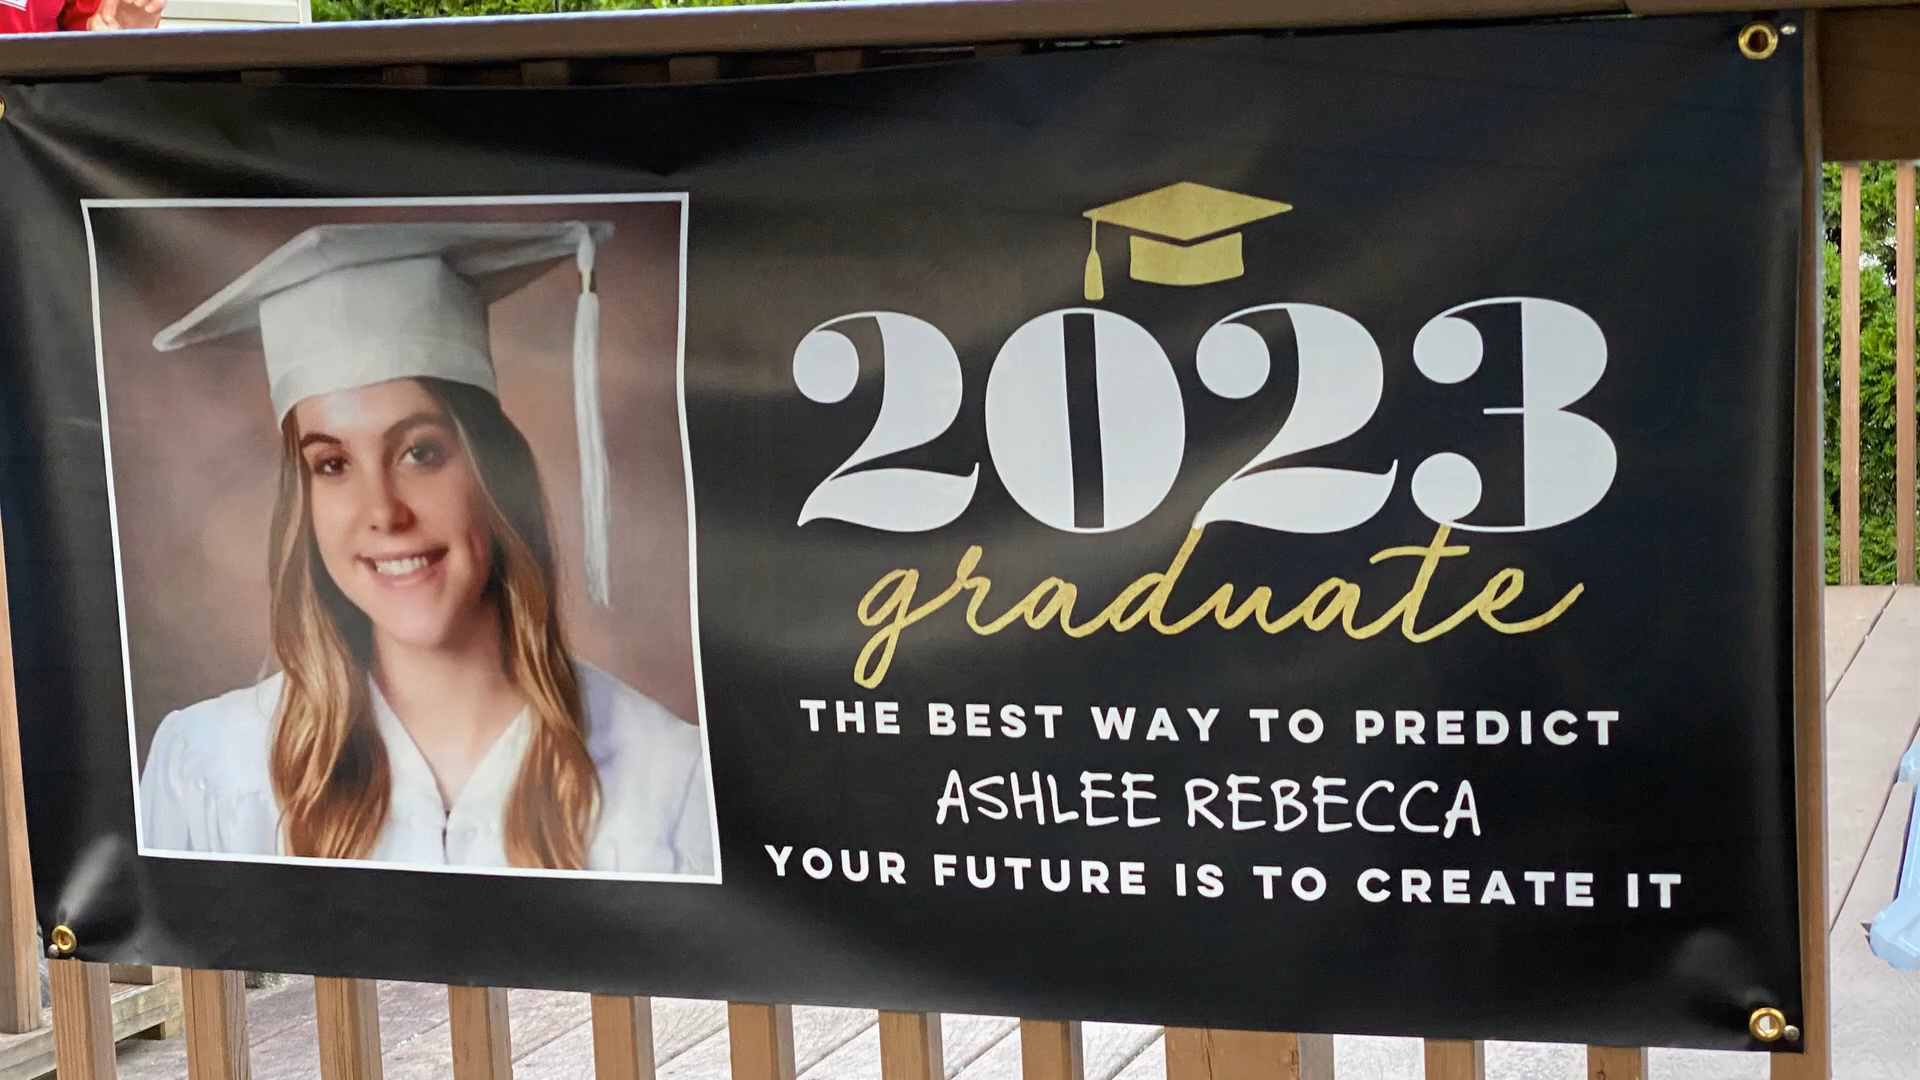 2023
graduate
THE BEST WAY TO PREDICT
ASHLEE REBECCA
YOUR FUTURE IS TO CREATE IT